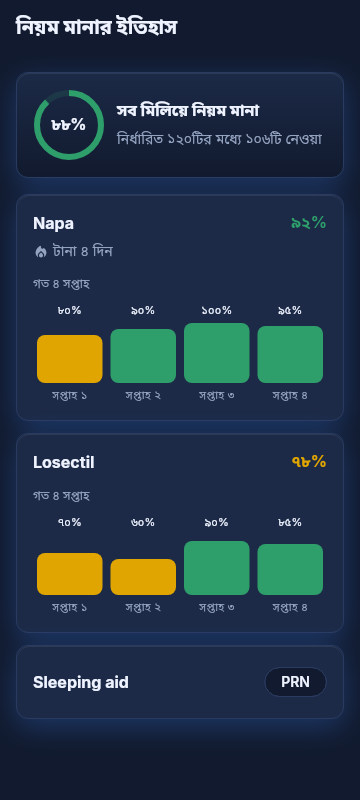 নিয়ম মানার ইতিহাস
৮৮%
সব মিলিয়ে নিয়ম মানা
নির্ধারিত ১২০টির মধ্যে ১০৬টি নেওয়া
Napa
৯২%
টানা ৪ দিন
গত ৪ সপ্তাহ
৮০% ৯০% ১০০% ৯৫%
সপ্তাহ ১ সপ্তাহ ২ সপ্তাহ ৩ সপ্তাহ ৪
Losectil
৭৮%
গত ৪ সপ্তাহ
৭০% ৬০% ৯০% ৮৫%
সপ্তাহ ১ সপ্তাহ ২ সপ্তাহ ৩ সপ্তাহ ৪
Sleeping aid
PRN